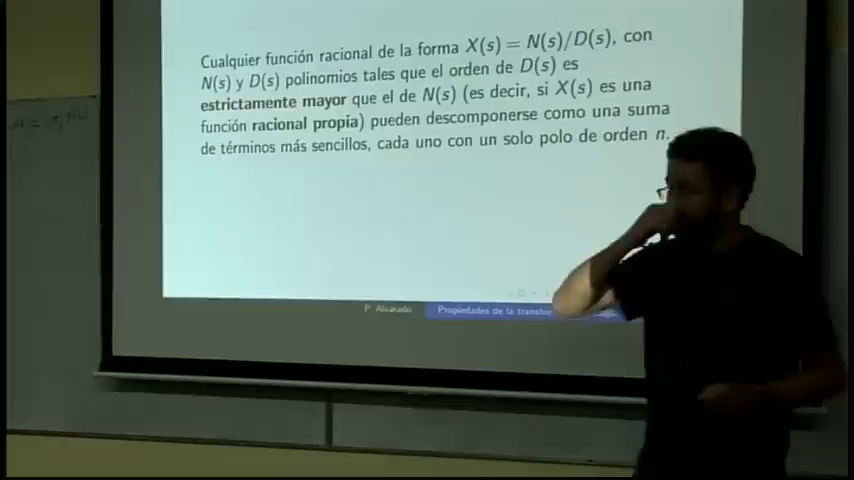 Cualquier función racional de la forma X(s) = N(s)/D(s), con
N(s) y D(s) polinomios tales que el orden de D(s) es
estrictamente mayor que el de N(s) (es decir, si X(s) es una
función racional propia) pueden descomponerse como una suma
de términos más sencillos, cada uno con un solo polo de orden n.
P. Alvarado Propiedades de la